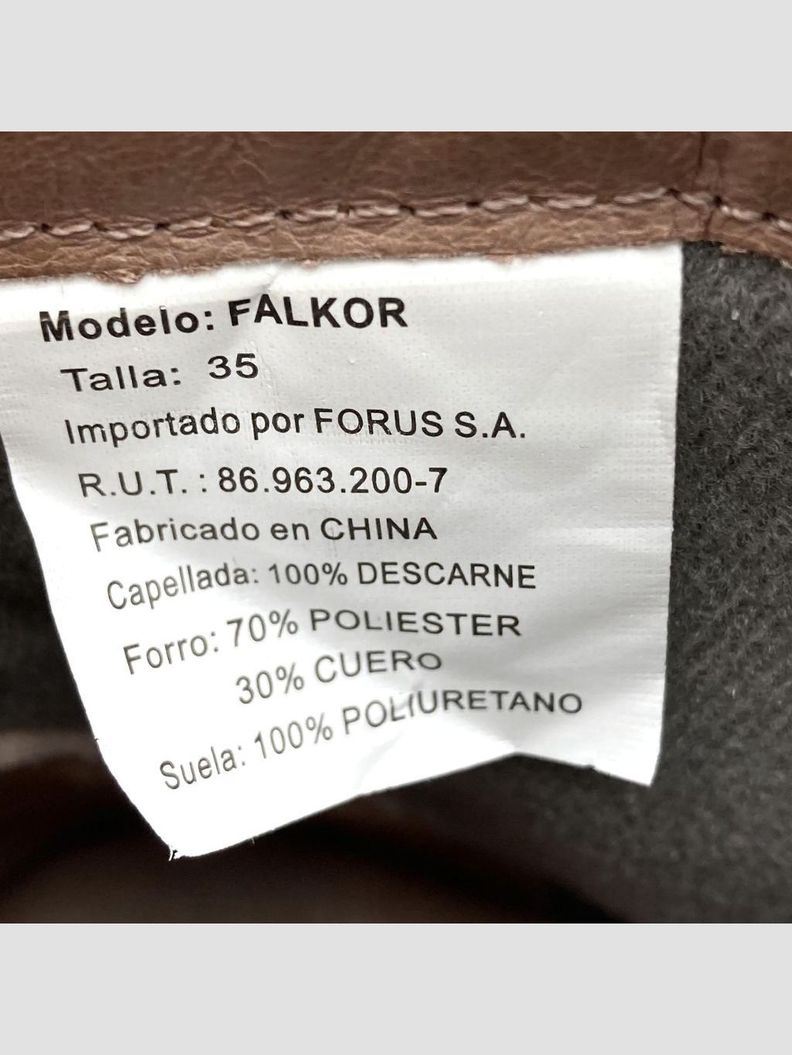 Modelo: FALKOR
Talla: 35
Importado por FORUS S.A.
R.U.T. : 86.963.200-7
Fabricado en CHINA
Capellada: 100% DESCARNE
Forro: 70% POLIESTER
30% CUERO
Suela: 100% POLIURETANO